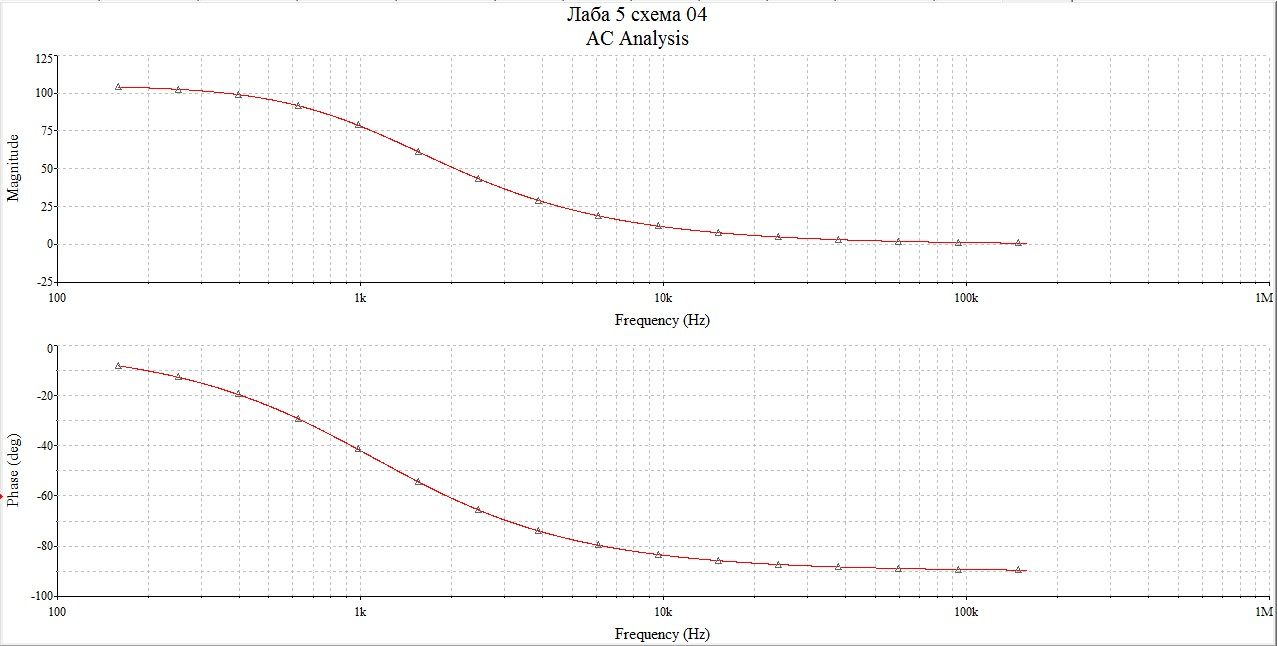 Лаба 5 схема 04
AC Analysis
125
100
75
50
25
0
-25
Magnitude
100 1k 10k 100k 1M
Frequency (Hz)
0
-20
-40
-60
-80
-100
Phase (deg)
100 1k 10k 100k 1M
Frequency (Hz)